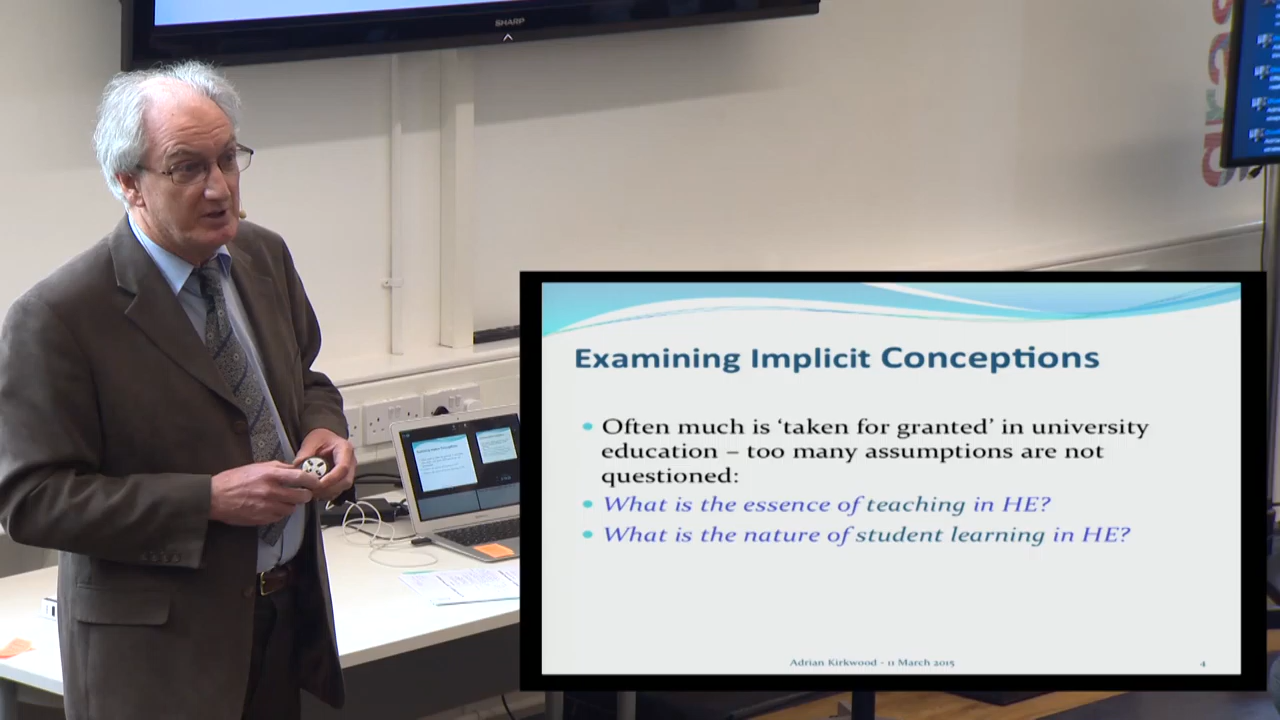 SHARP
Examining Implicit Conceptions
• Often much is ‘taken for granted’ in university
education – too many assumptions are not
questioned:
• What is the essence of teaching in HE?
• What is the nature of student learning in HE?
Adrian Kirkwood - 11 March 2015
4